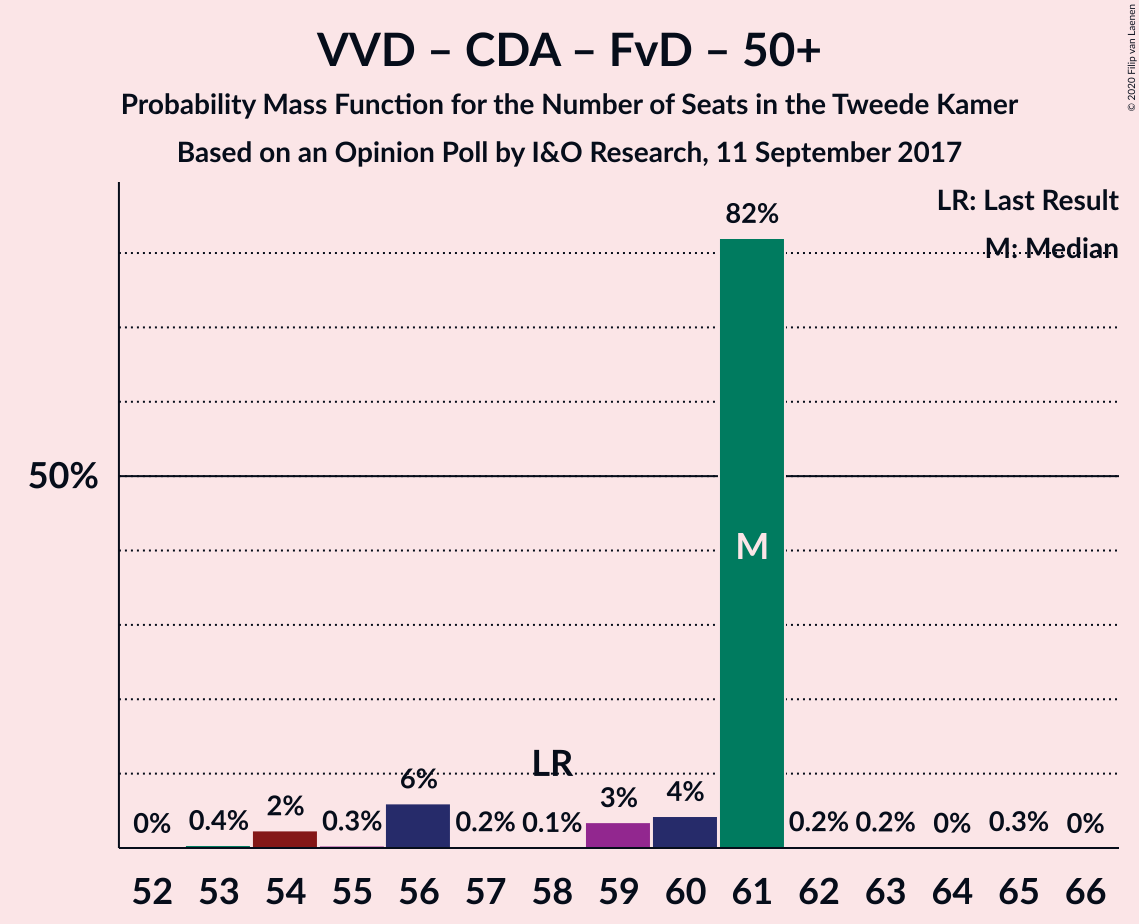 VVD – CDA – FvD – 50+
Probability Mass Function for the Number of Seats in the Tweede Kamer
Based on an Opinion Poll by I&O Research, 11 September 2017
© 2020 Filip van Laenen
LR: Last Result
M: Median
50%
0% 0.4% 2% 0.3% 6% 0.2% 0.1% 3% 4% 82% 0.2% 0.2% 0% 0.3% 0%
LR
M
52 53 54 55 56 57 58 59 60 61 62 63 64 65 66